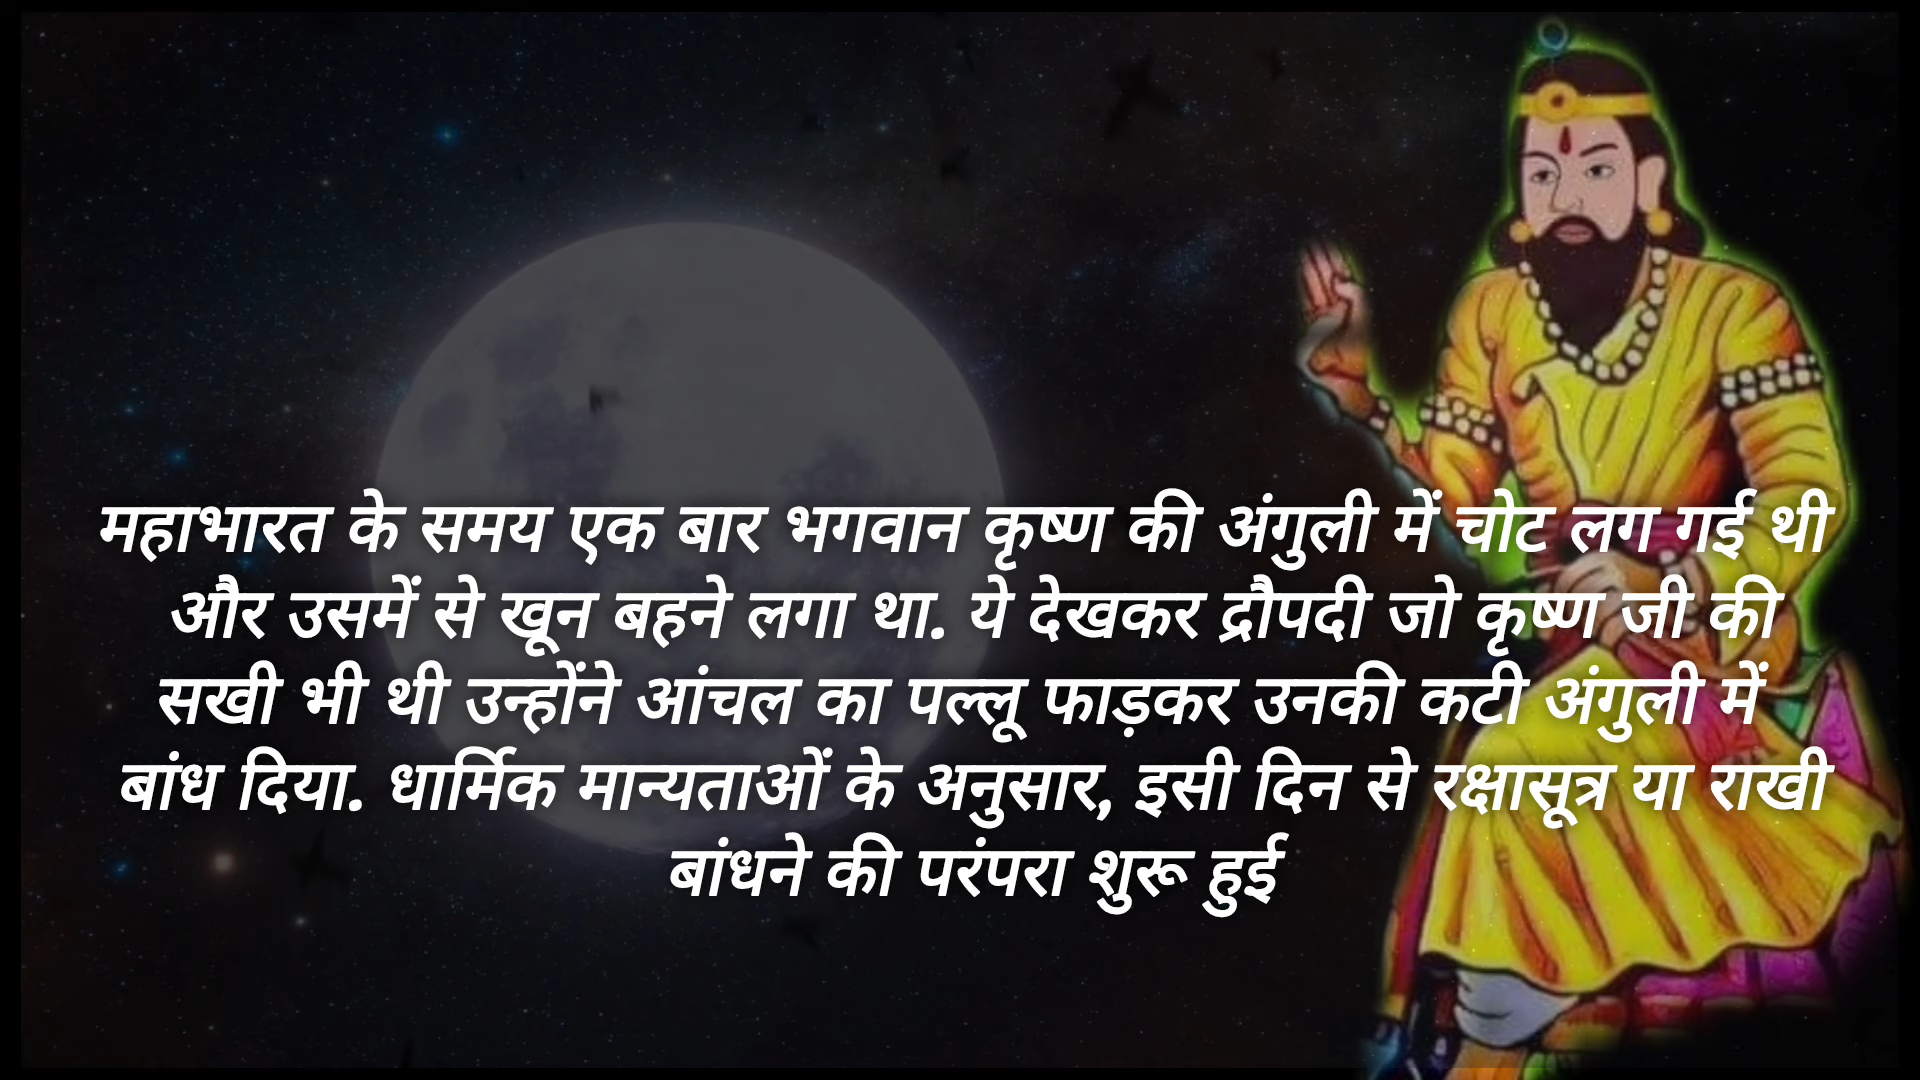 महाभारत के समय एक बार भगवान कृष्ण की अंगुली में चोट लग गई थी
और उसमें से खून बहने लगा था. ये देखकर द्रौपदी जो कृष्ण जी की
सखी भी थी उन्होंने आंचल का पल्लू फाड़कर उनकी कटी अंगुली में
बांध दिया. धार्मिक मान्यताओं के अनुसार, इसी दिन से रक्षासूत्र या राखी
बांधने की परंपरा शुरू हुई